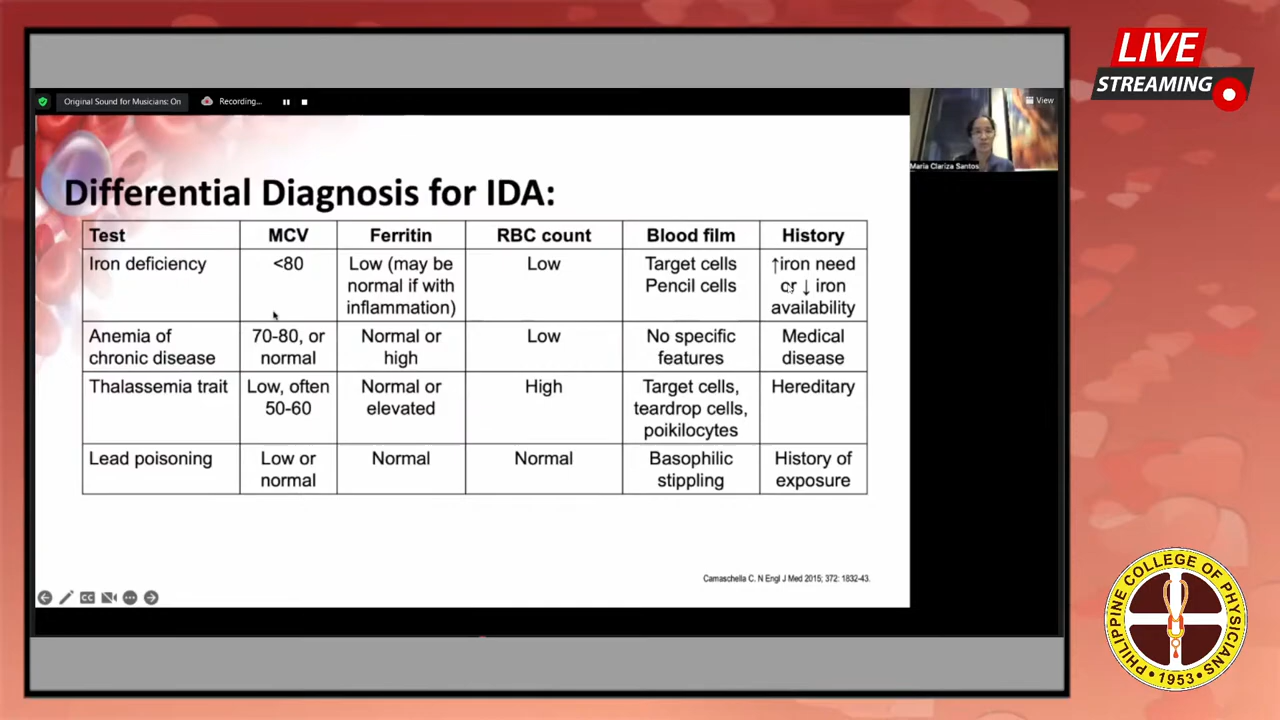 LIVE
STREAMING
Original Sound for Musicians: On
Recording...
View
Maria Clariza Santos
Differential Diagnosis for IDA:
Test MCV Ferritin RBC count Blood film History
Iron deficiency <80 Low (may be normal if with inflammation) Low Target cells Pencil cells ↑iron need or ↓ iron availability
Anemia of chronic disease 70-80, or normal Normal or high Low No specific features Medical disease
Thalassemia trait Low, often 50-60 Normal or elevated High Target cells, teardrop cells, poikilocytes Hereditary
Lead poisoning Low or normal Normal Normal Basophilic stippling History of exposure
Camaschella C. N Engl J Med 2015; 372: 1832-43.
CC
PHILIPPINE COLLEGE OF PHYSICIANS
• 1953 •